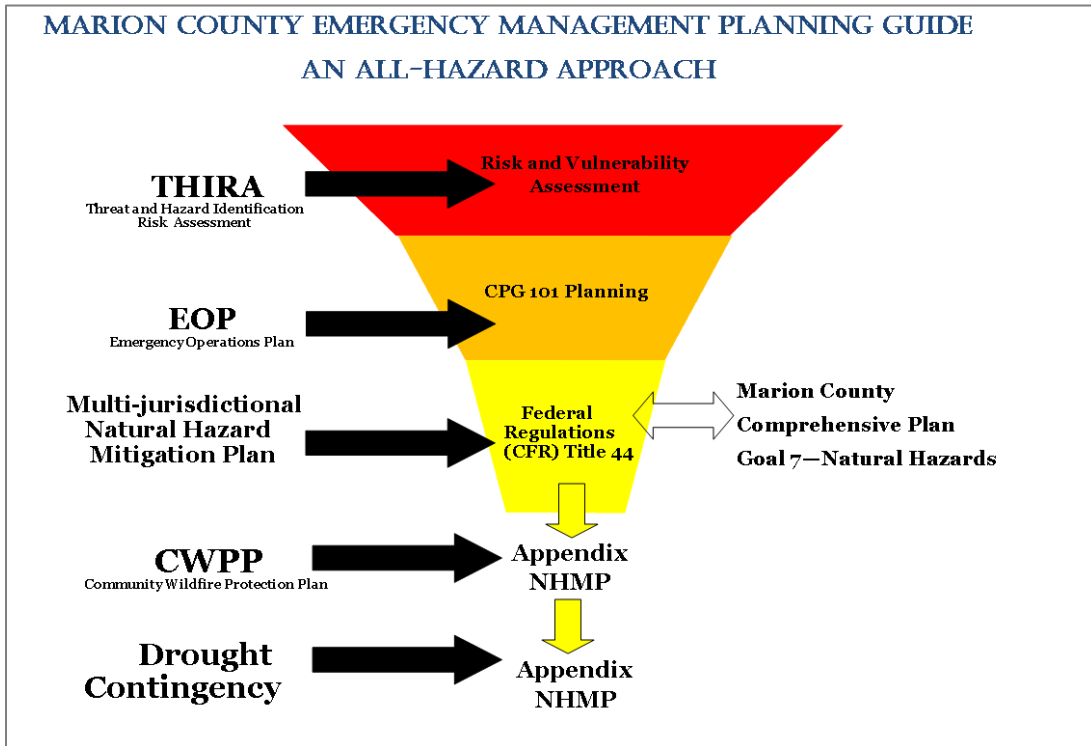 MARION COUNTY EMERGENCY MANAGEMENT PLANNING GUIDE
AN ALL-HAZARD APPROACH
THIRA
Threat and Hazard Identification
Risk Assessment
Risk and Vulnerability
Assessment
EOP
Emergency Operations Plan
CPG 101 Planning
Multi-jurisdictional
Natural Hazard
Mitigation Plan
Federal
Regulations
(CFR) Title 44
Marion County
Comprehensive Plan
Goal 7—Natural Hazards
CWPP
Community Wildfire Protection Plan
Appendix
NHMP
Drought
Contingency
Appendix
NHMP